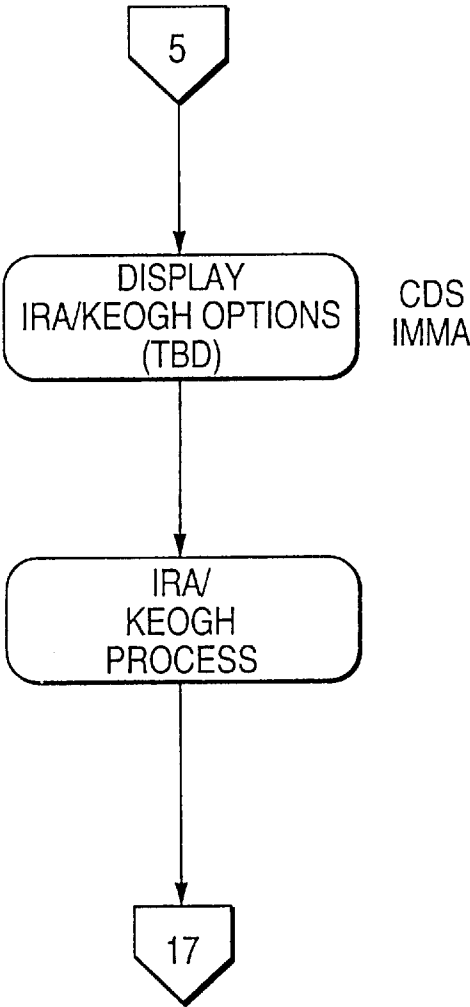 5
DISPLAY
IRA/KEOGH OPTIONS
(TBD)
CDS
IMMA
IRA/
KEOGH
PROCESS
17